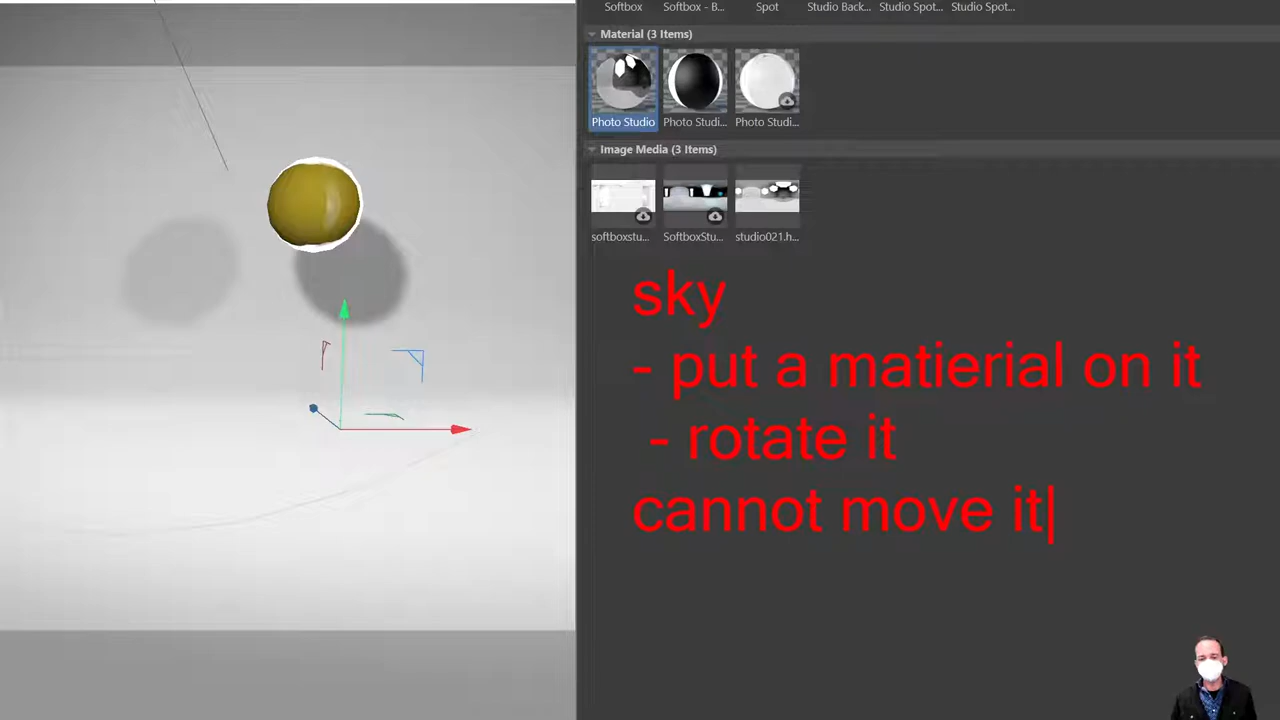 Softbox Softbox - B... Spot Studio Back... Studio Spot... Studio Spot...
Material (3 Items)
Photo Studio Photo Studi... Photo Studi...
Image Media (3 Items)
softboxstu... SoftboxStu... studio021.h...
sky
- put a matierial on it
- rotate it
cannot move it